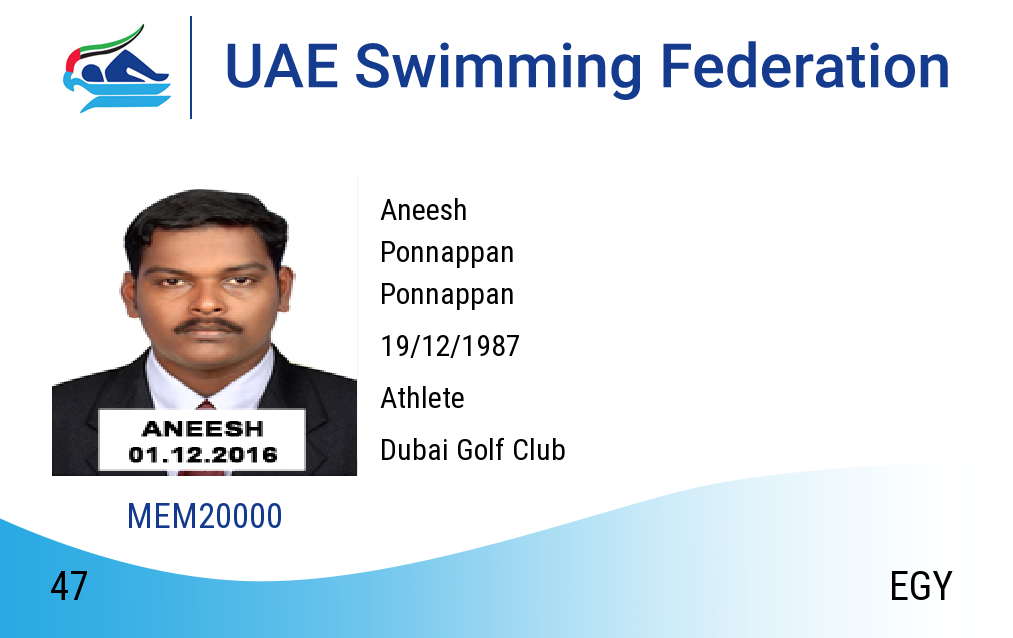 UAE Swimming Federation
Aneesh
Ponnappan
Ponnappan
19/12/1987
Athlete
Dubai Golf Club
ANEESH
01.12.2016
MEM20000
47
EGY